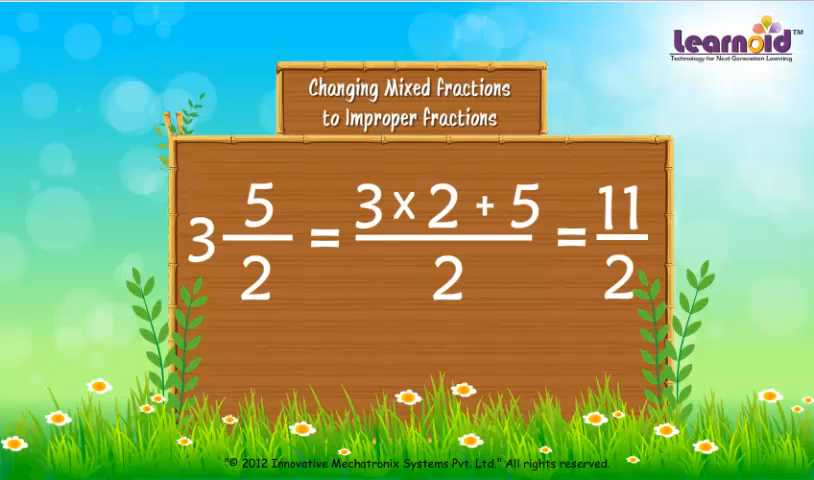 Learnoid™
Technology for Next Generation Learning
Changing Mixed fractions
to Improper fractions
3 5/2 = (3 x 2 + 5)/2 = 11/2
"© 2012 Innovative Mechatronix Systems Pvt. Ltd." All rights reserved.